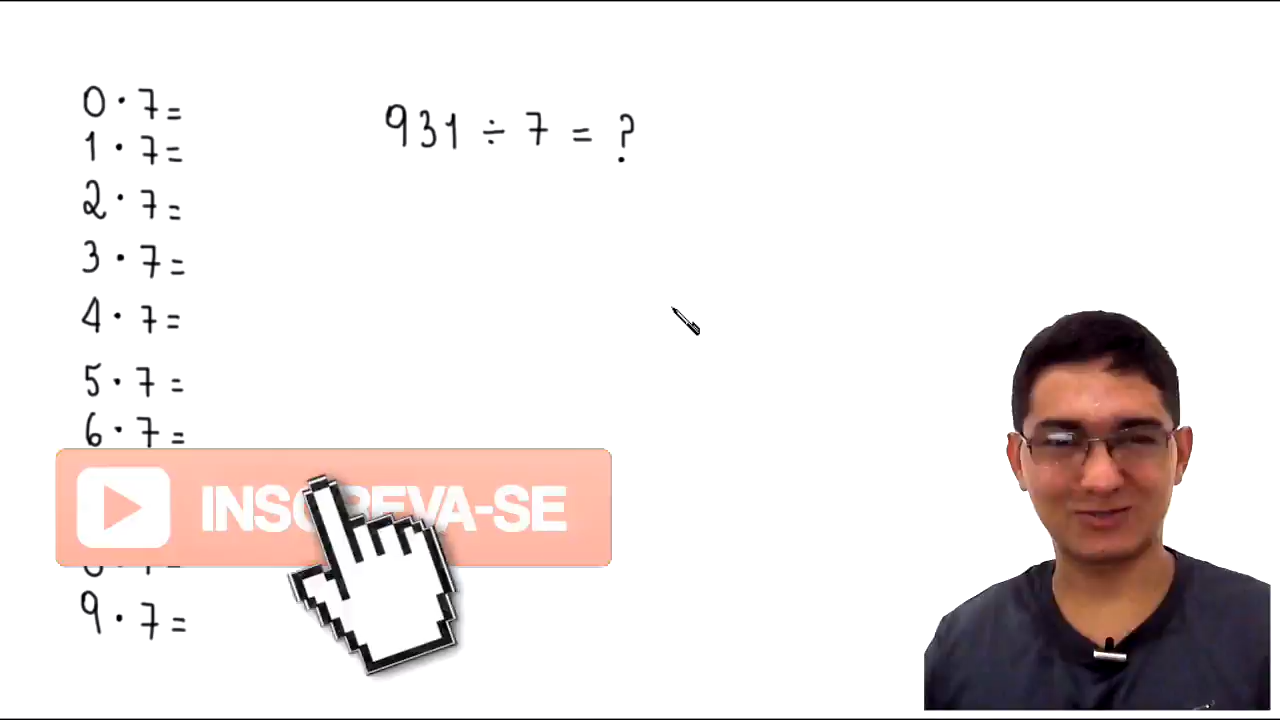 0 · 7 =
1 · 7 =
2 · 7 =
3 · 7 =
4 · 7 =
5 · 7 =
6 · 7 =
INSCREVA-SE
9 · 7 =
931 ÷ 7 = ?